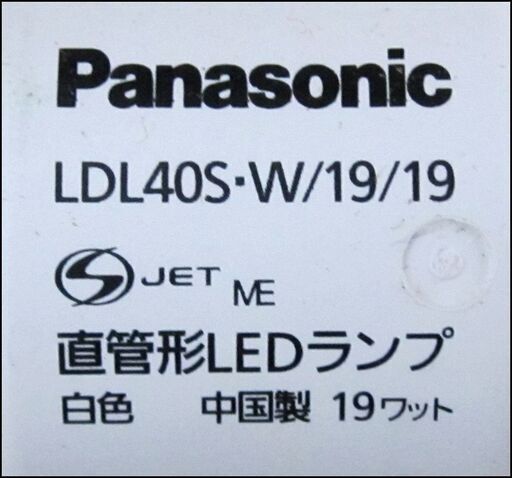 Panasonic
LDL40S·W/19/19
JET ME
直管形LEDランプ
白色 中国製 19ワット